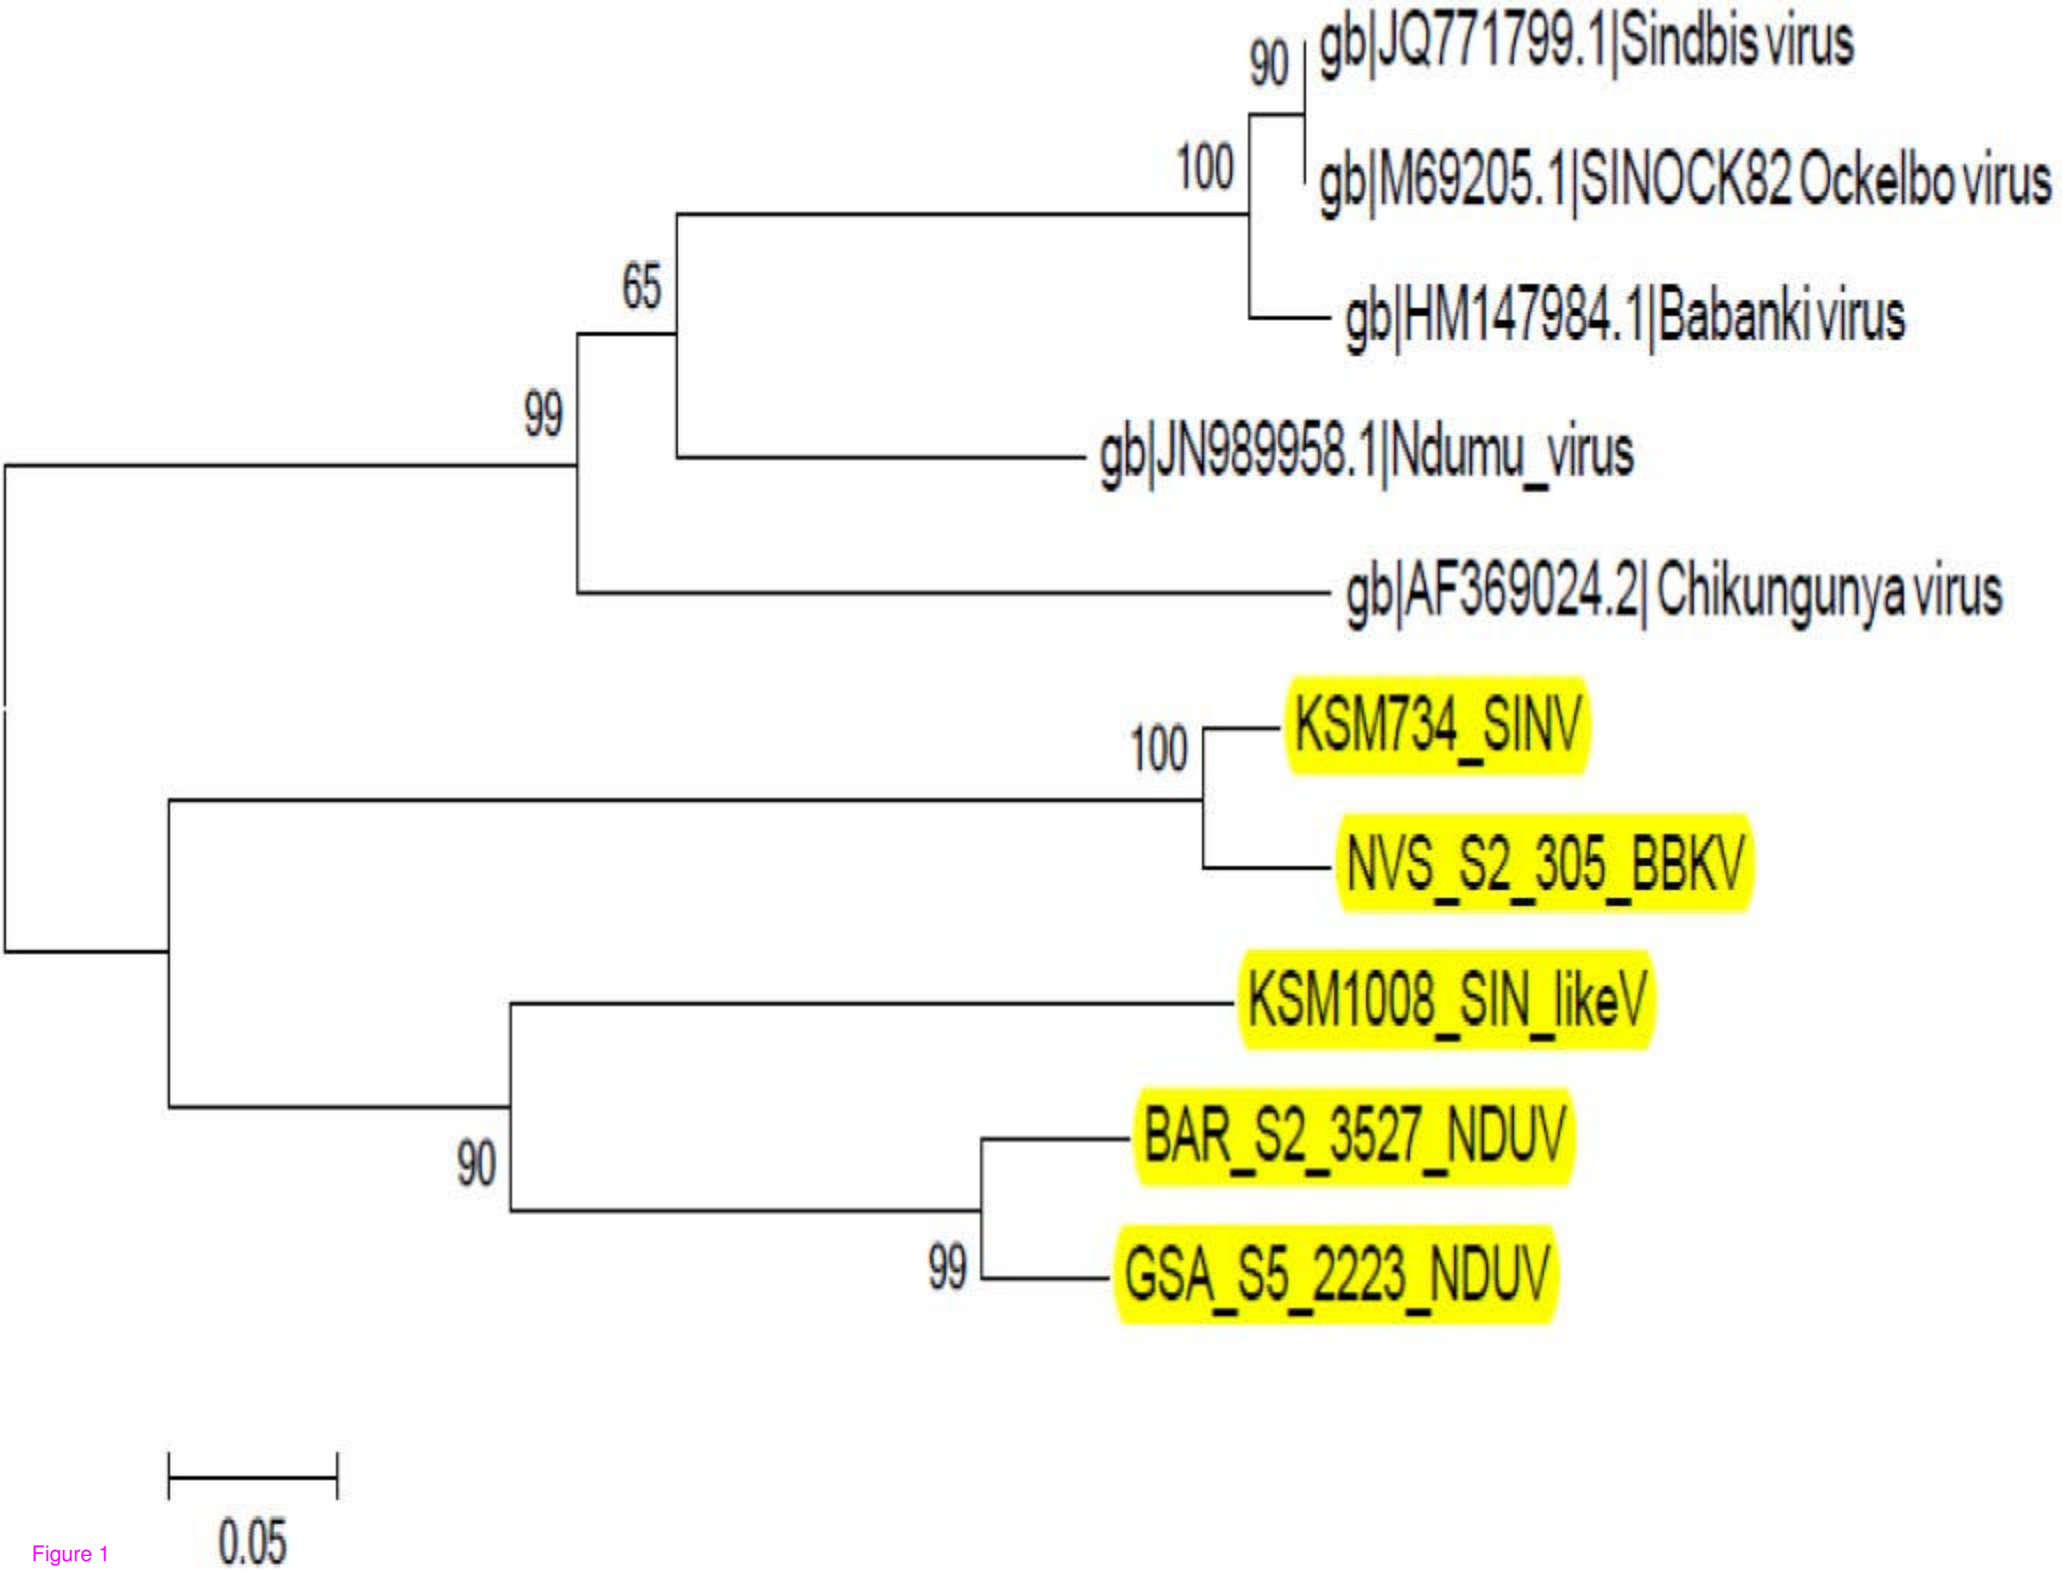 90
gb|JQ771799.1|Sindbis virus
100
gb|M69205.1|SINOCK82 Ockelbo virus
65
gb|HM147984.1|Babanki virus
99
gb|JN989958.1|Ndumu_virus
gb|AF369024.2| Chikungunya virus
100
KSM734_SINV
NVS_S2_305_BBKV
KSM1008_SIN_likeV
90
BAR_S2_3527_NDUV
99
GSA_S5_2223_NDUV
0.05
Figure 1